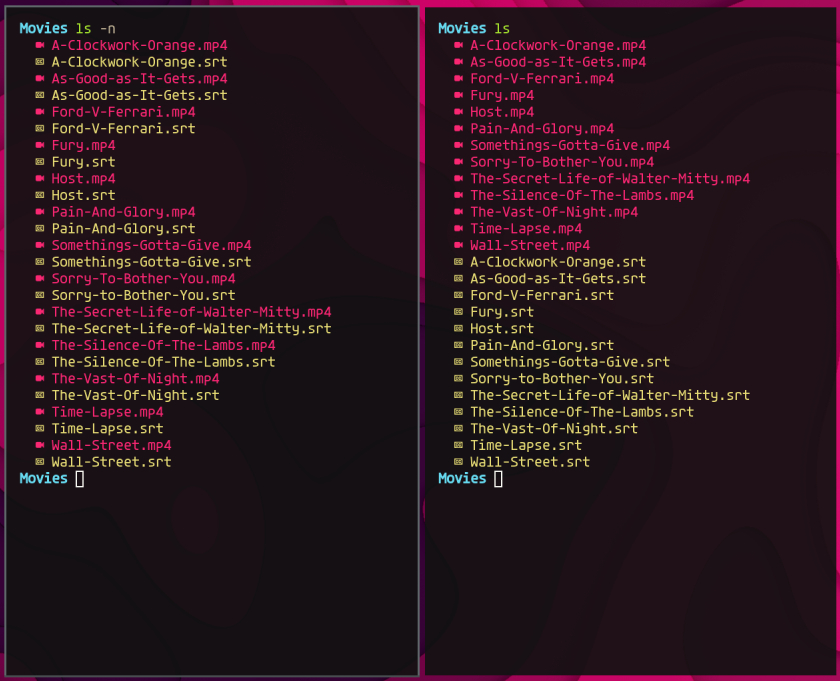 Movies ls -n
A-Clockwork-Orange.mp4
A-Clockwork-Orange.srt
As-Good-as-It-Gets.mp4
As-Good-as-It-Gets.srt
Ford-V-Ferrari.mp4
Ford-V-Ferrari.srt
Fury.mp4
Fury.srt
Host.mp4
Host.srt
Pain-And-Glory.mp4
Pain-And-Glory.srt
Somethings-Gotta-Give.mp4
Somethings-Gotta-Give.srt
Sorry-To-Bother-You.mp4
Sorry-to-Bother-You.srt
The-Secret-Life-of-Walter-Mitty.mp4
The-Secret-Life-of-Walter-Mitty.srt
The-Silence-Of-The-Lambs.mp4
The-Silence-Of-The-Lambs.srt
The-Vast-Of-Night.mp4
The-Vast-Of-Night.srt
Time-Lapse.mp4
Time-Lapse.srt
Wall-Street.mp4
Wall-Street.srt
Movies
Movies ls
A-Clockwork-Orange.mp4
As-Good-as-It-Gets.mp4
Ford-V-Ferrari.mp4
Fury.mp4
Host.mp4
Pain-And-Glory.mp4
Somethings-Gotta-Give.mp4
Sorry-To-Bother-You.mp4
The-Secret-Life-of-Walter-Mitty.mp4
The-Silence-Of-The-Lambs.mp4
The-Vast-Of-Night.mp4
Time-Lapse.mp4
Wall-Street.mp4
A-Clockwork-Orange.srt
As-Good-as-It-Gets.srt
Ford-V-Ferrari.srt
Fury.srt
Host.srt
Pain-And-Glory.srt
Somethings-Gotta-Give.srt
Sorry-to-Bother-You.srt
The-Secret-Life-of-Walter-Mitty.srt
The-Silence-Of-The-Lambs.srt
The-Vast-Of-Night.srt
Time-Lapse.srt
Wall-Street.srt
Movies